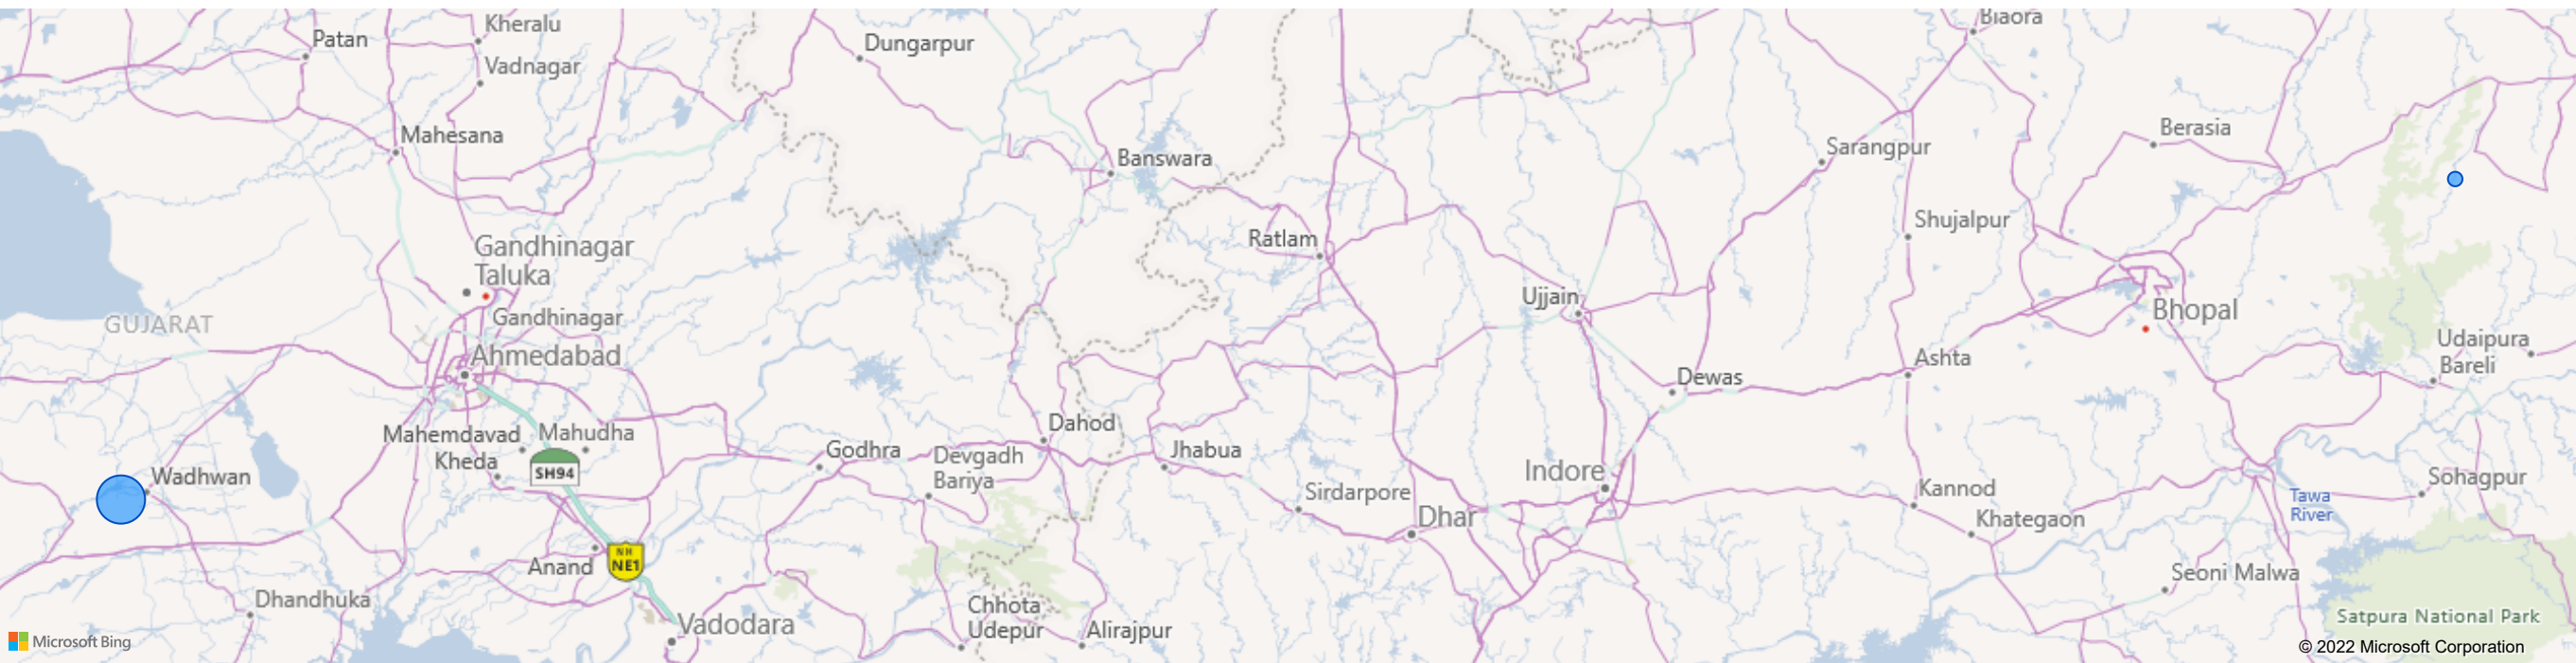 Kheralu
Patan
Dungarpur
Biaora
Vadnagar
Mahesana
Berasia
Sarangpur
Banswara
Shujalpur
Ratlam
Gandhinagar
Taluka
Ujjain
Bhopal
GUJARAT
Gandhinagar
Udaipura
Ahmedabad
Ashta
Bareli
Dewas
Dahod
Mahemdavad
Mahudha
Godhra
Jhabua
Devgadh
Bariya
Kheda
SH94
Indore
Wadhwan
Sohagpur
Kannod
Sirdarpore
Tawa
River
Dhar
Khategaon
NH
NE1
Anand
Seoni Malwa
Dhandhuka
Chhota
Udepur
Satpura National Park
Vadodara
Alirajpur
Microsoft Bing
© 2022 Microsoft Corporation